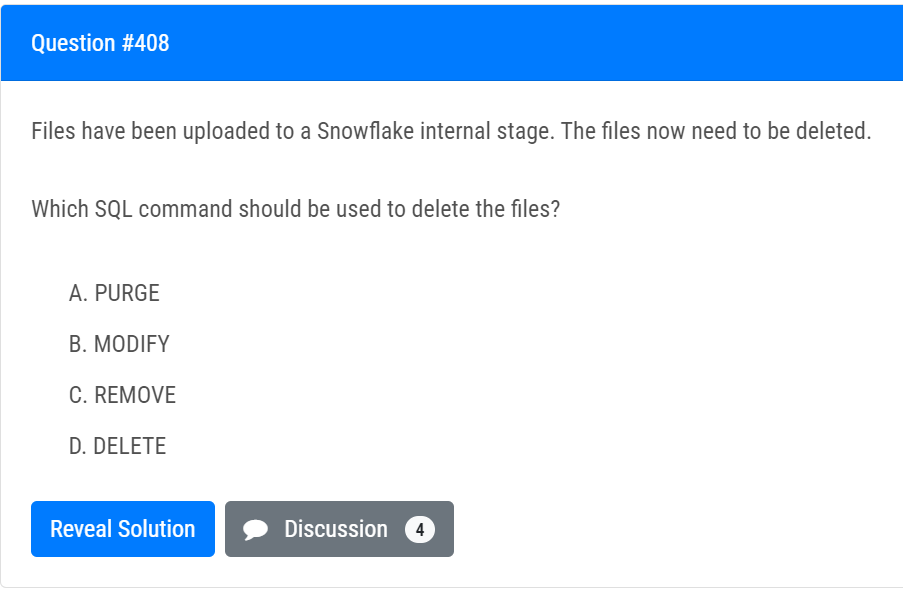 Question #408
Files have been uploaded to a Snowflake internal stage. The files now need to be deleted.
Which SQL command should be used to delete the files?
A. PURGE
B. MODIFY
C. REMOVE
D. DELETE
Reveal Solution
Discussion 4